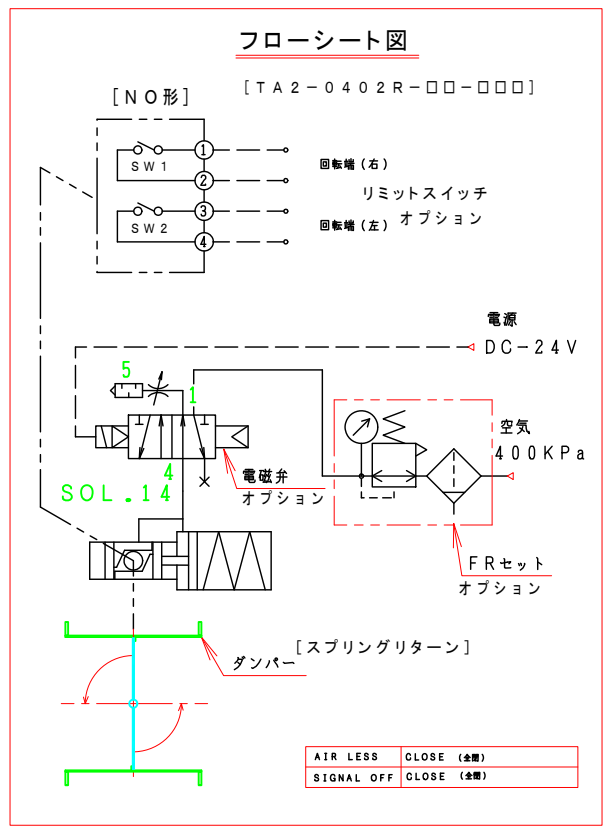 フローシート図
[TA2-0402R-□□-□□□]
[NO形]
1
SW1
2
回転端(右)
リミットスイッチ
オプション
3
SW2
4
回転端(左)
電源
DC-24V
5
1
空気
400KPa
4
SOL.14
電磁弁
オプション
FRセット
オプション
[スプリングリターン]
ダンパー
AIR LESS CLOSE (全閉)
SIGNAL OFF CLOSE (全閉)